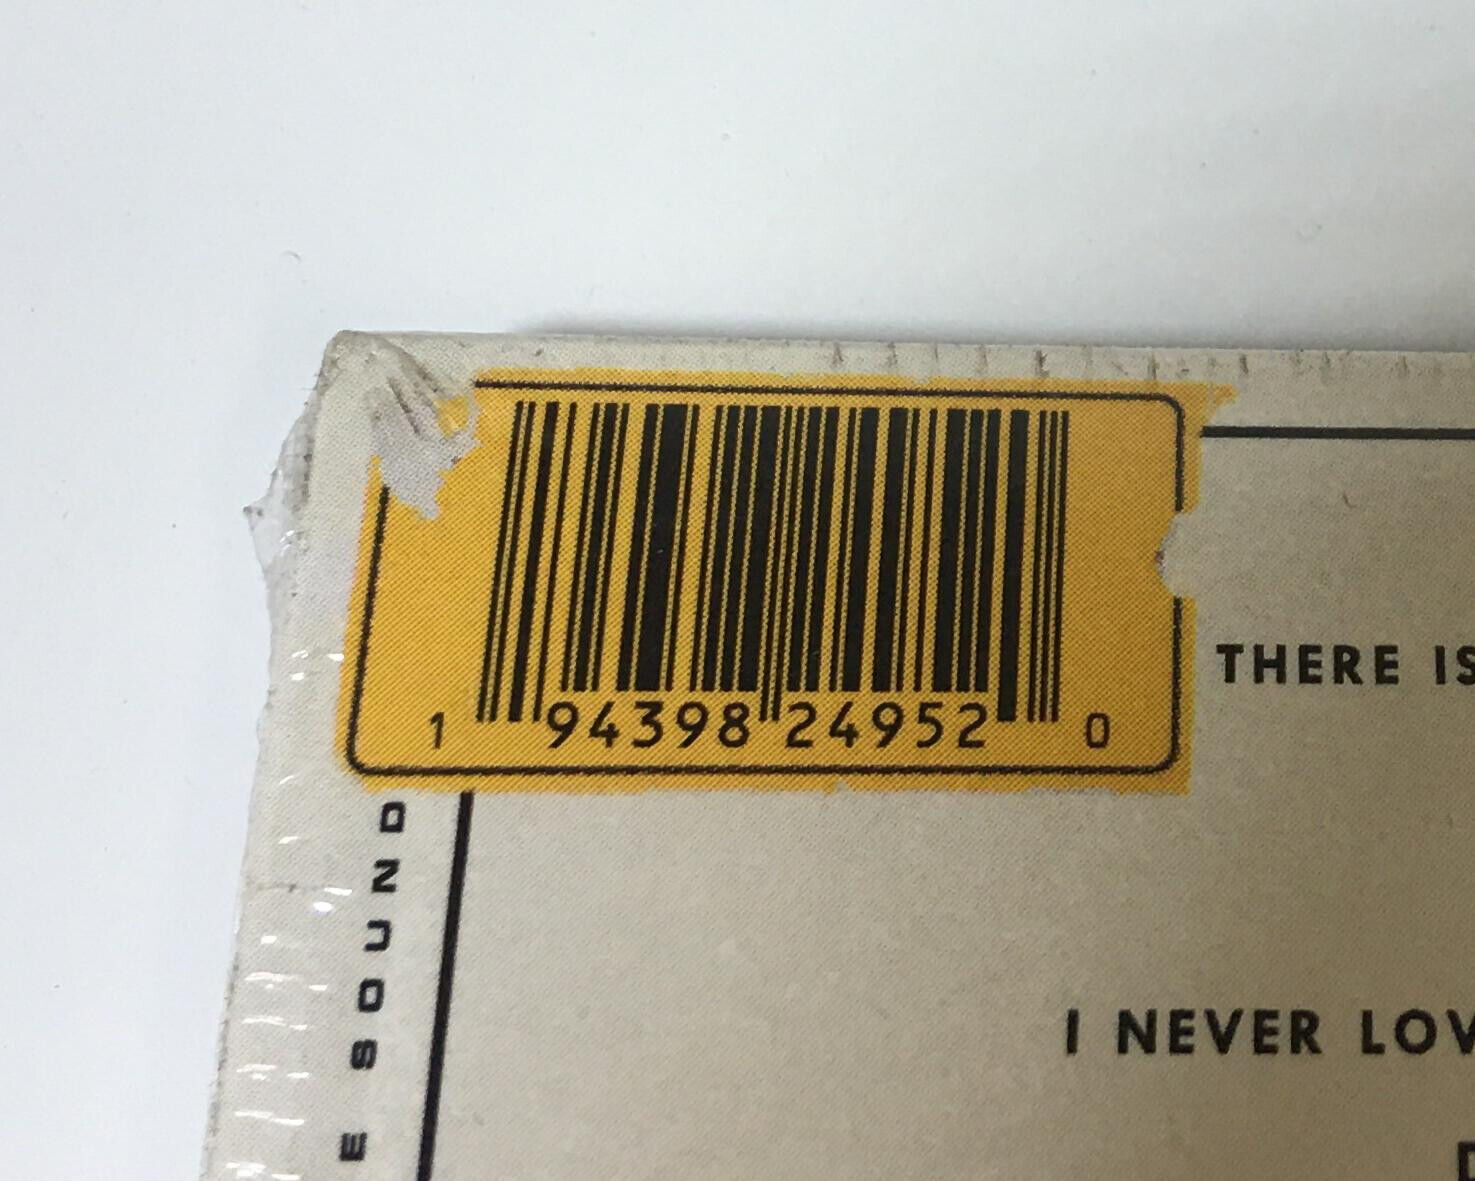 1 94398 24952 0
THERE IS
I NEVER LOV
D
E SOUND